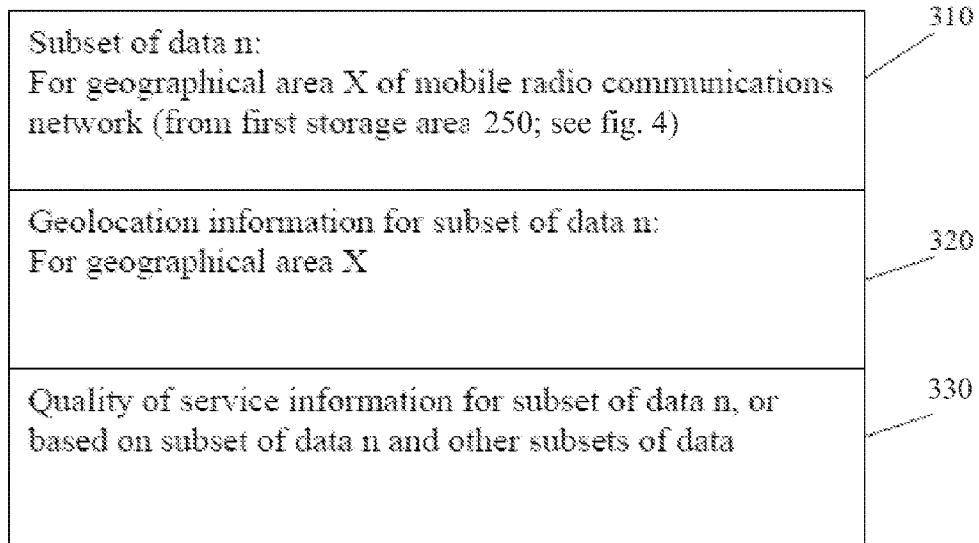 310
Subset of data n:
For geographical area X of mobile radio communications
network (from first storage area 250; see fig. 4)
Geolocation information for subset of data n:
For geographical area X
320
Quality of service information for subset of data n, or
based on subset of data n and other subsets of data
330